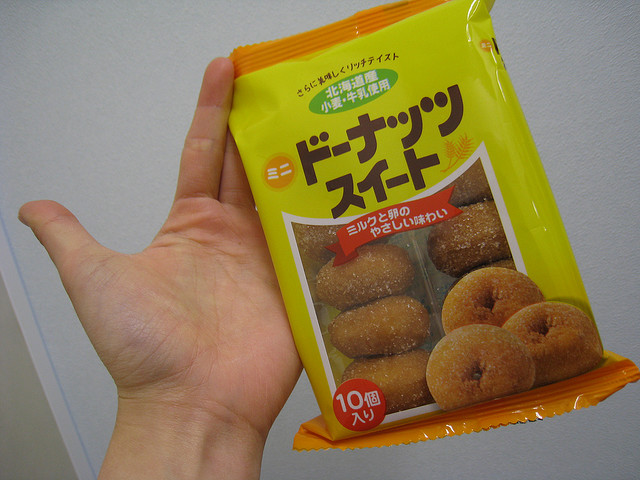 さらに美味しくリッチテイスト
北海道産
小麦・牛乳使用
ミニ
ドーナッツ
スイート
ミルクと卵の
やさしい味わい
10個
入り